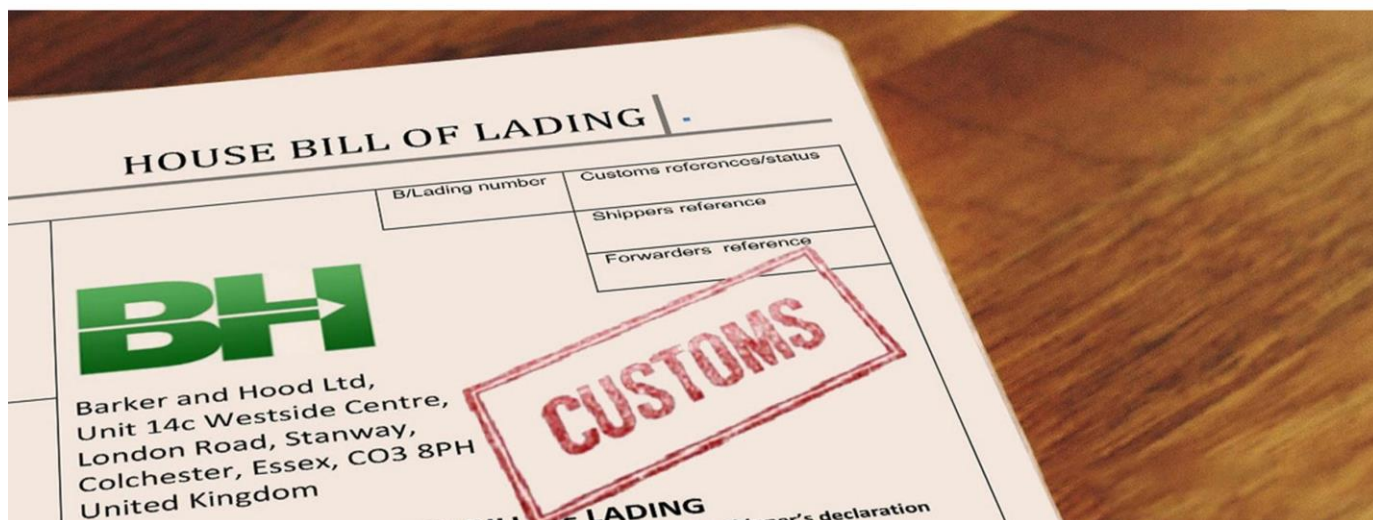 HOUSE BILL OF LADING
B/Lading number
Customs references/status
Shippers reference
Forwarders reference
BH
Barker and Hood Ltd,
Unit 14c Westside Centre,
London Road, Stanway,
Colchester, Essex, CO3 8PH
United Kingdom
CUSTOMS
LADING
declaration